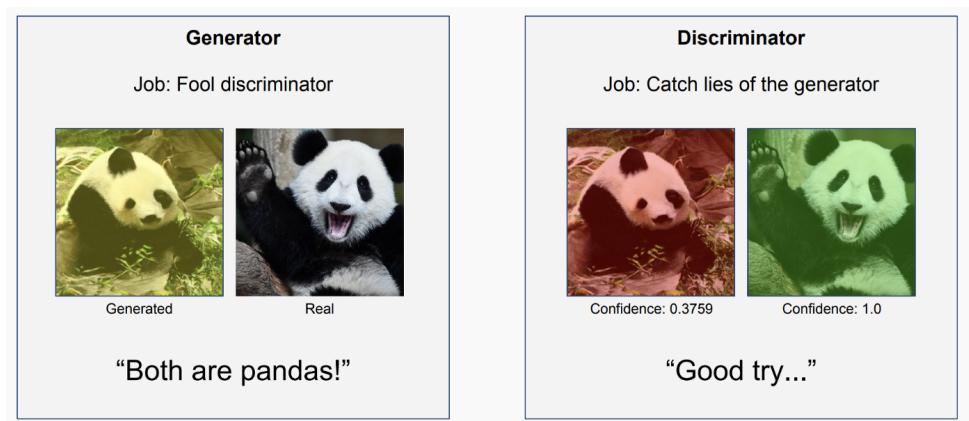 Generator
Job: Fool discriminator
Generated
Real
“Both are pandas!”
Discriminator
Job: Catch lies of the generator
Confidence: 0.3759
Confidence: 1.0
“Good try...”